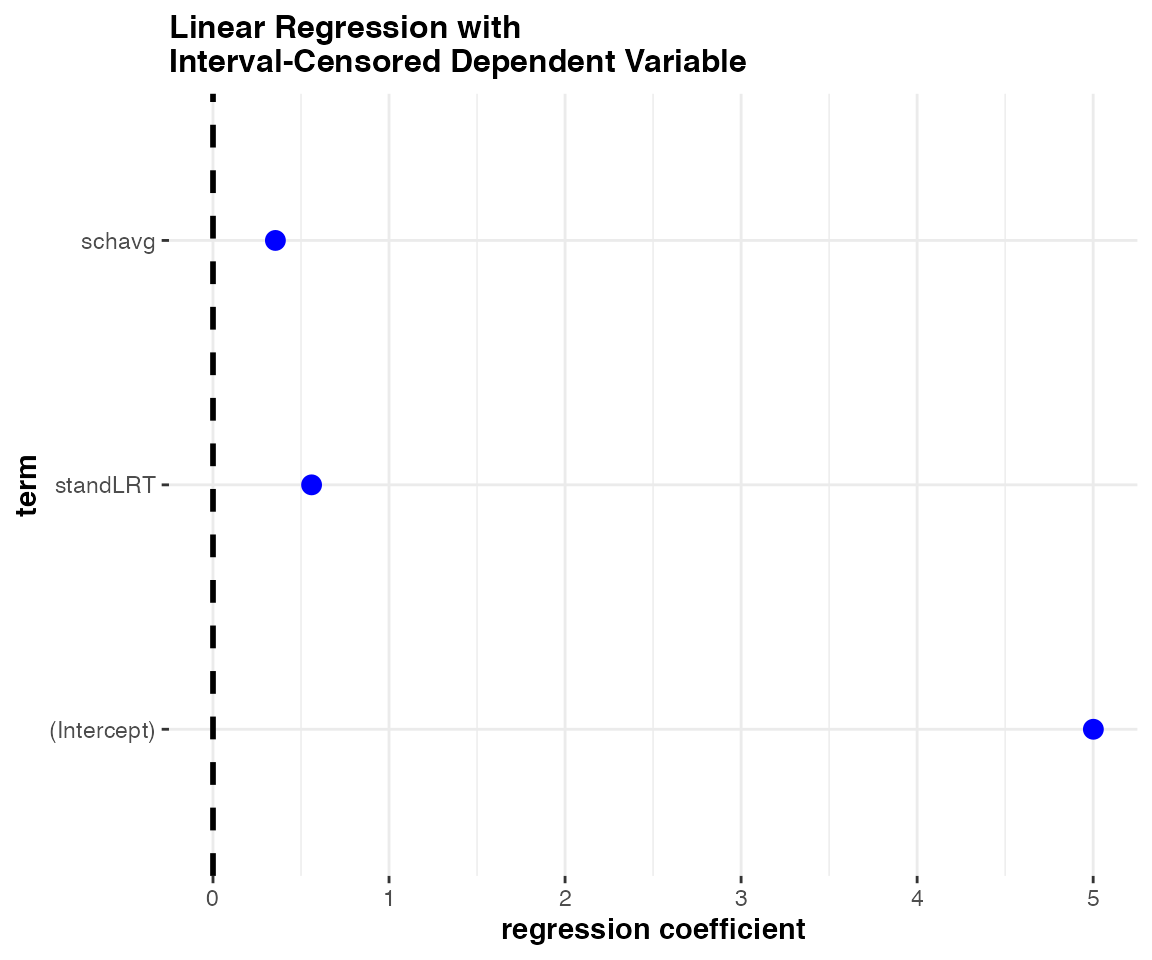 Linear Regression with
Interval-Censored Dependent Variable
term
schavg
standLRT
(Intercept)
0 1 2 3 4 5
regression coefficient